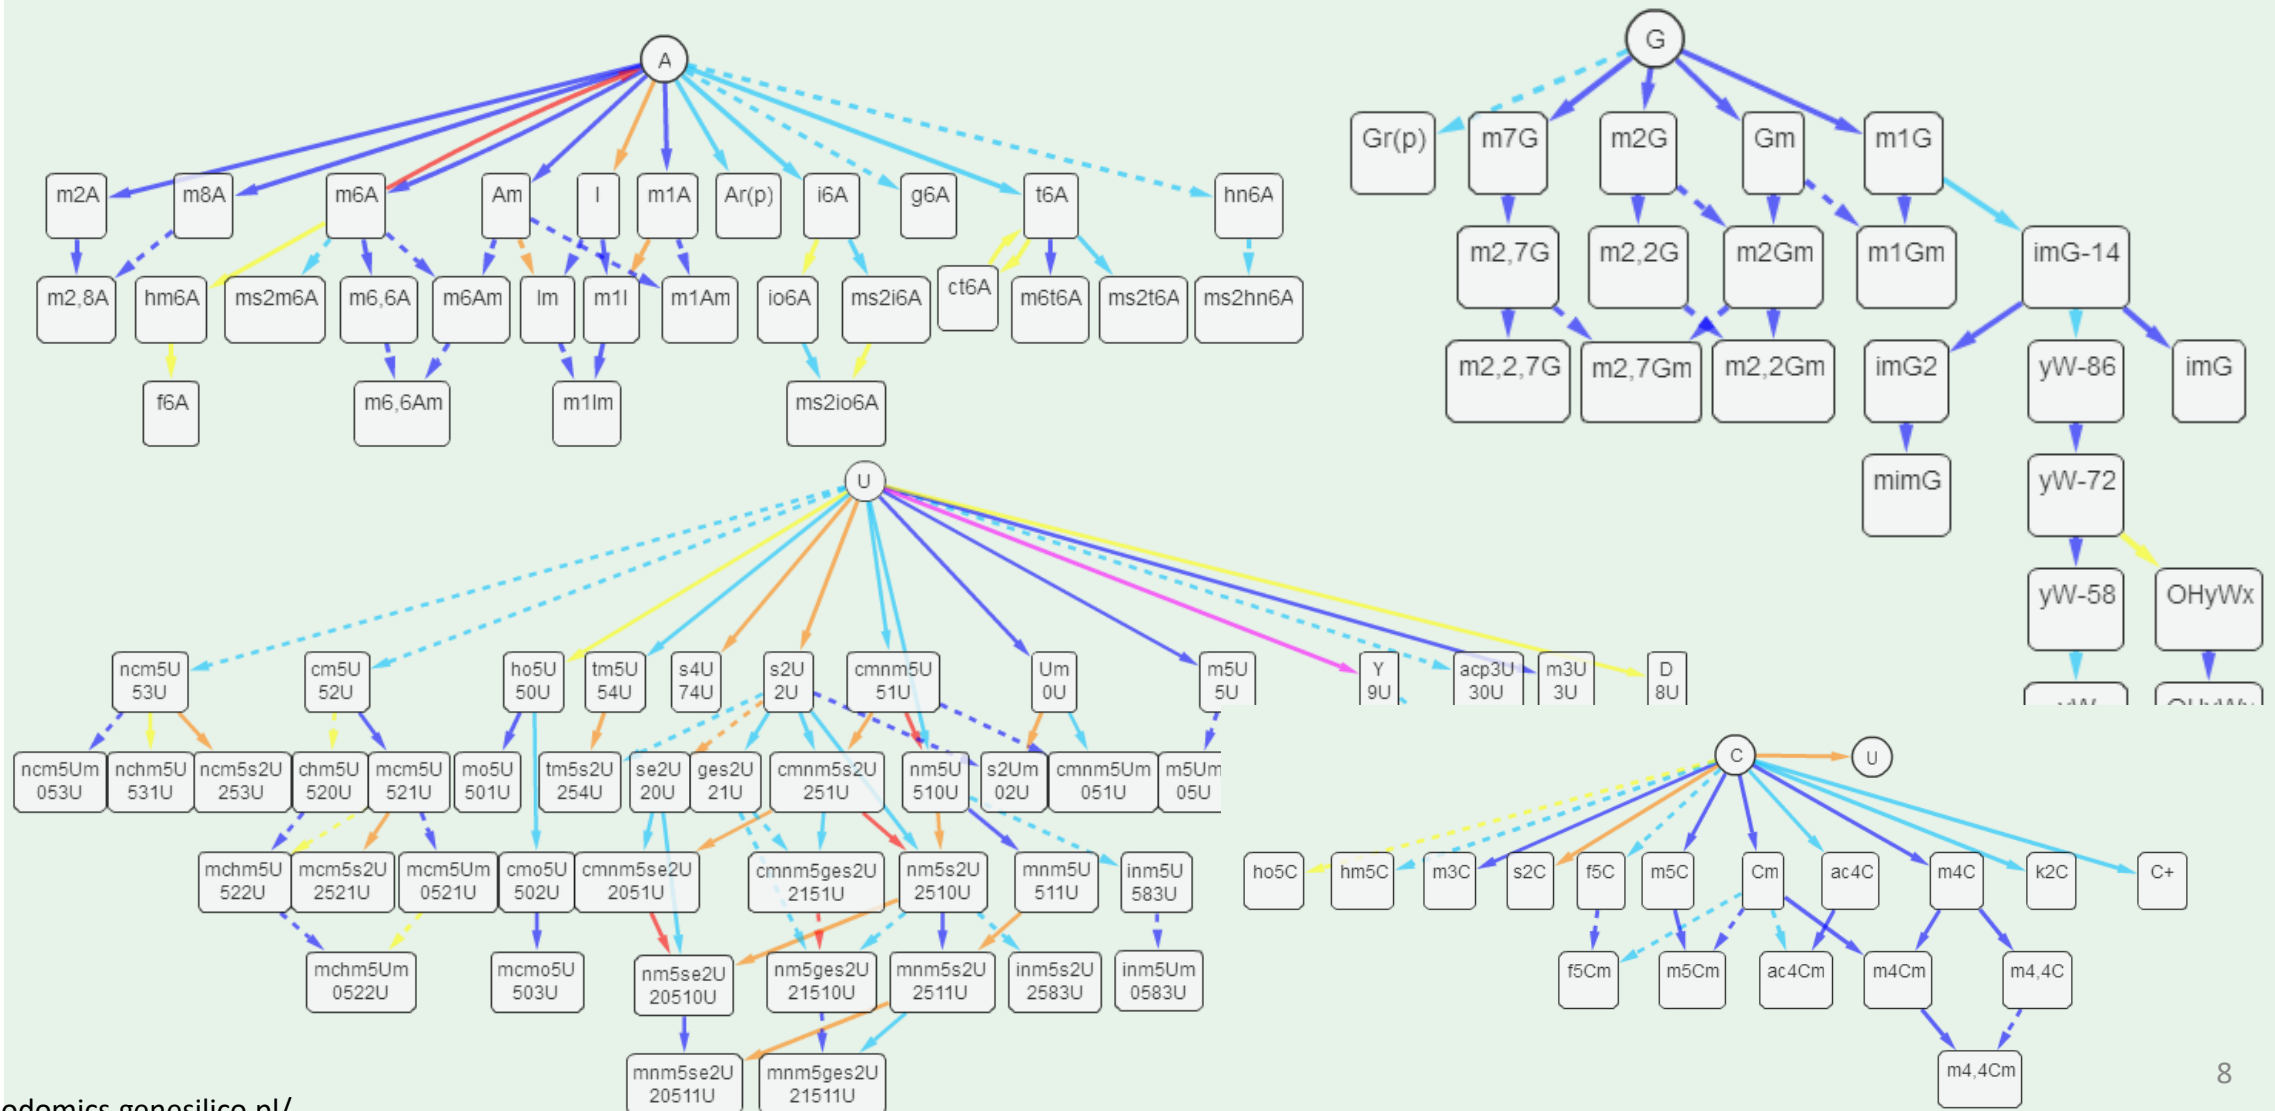 A
m2A
m8A
m6A
Am
I
m1A
Ar(p)
i6A
g6A
t6A
hn6A
m2,8A
hm6A
ms2m6A
m6,6A
m6Am
Im
m1I
m1Am
io6A
ms2i6A
ct6A
m6t6A
ms2t6A
ms2hn6A
f6A
m6,6Am
m1Im
ms2io6A
G
Gr(p)
m7G
m2G
Gm
m1G
m2,7G
m2,2G
m2Gm
m1Gm
imG-14
m2,2,7G
m2,7Gm
m2,2Gm
imG2
yW-86
imG
mimG
yW-72
yW-58
OHyWx
U
ncm5U
53U
cm5U
52U
ho5U
50U
tm5U
54U
s4U
74U
s2U
2U
cmnm5U
51U
Um
0U
m5U
5U
Y
9U
acp3U
30U
m3U
3U
D
8U
ncm5Um
053U
nchm5U
531U
ncm5s2U
253U
chm5U
520U
mcm5U
521U
mo5U
501U
tm5s2U
254U
se2U
20U
ges2U
21U
cmnm5s2U
251U
nm5U
510U
s2Um
02U
cmnm5Um
051U
m5Um
05U
mchm5U
522U
mcm5s2U
2521U
mcm5Um
0521U
cmo5U
502U
cmnm5se2U
2051U
cmnm5ges2U
2151U
nm5s2U
2510U
mnm5U
511U
inm5U
583U
mchm5Um
0522U
mcmo5U
503U
nm5se2U
20510U
nm5ges2U
21510U
mnm5s2U
2511U
inm5s2U
2583U
inm5Um
0583U
mnm5se2U
20511U
mnm5ges2U
21511U
C
U
ho5C
hm5C
m3C
s2C
f5C
m5C
Cm
ac4C
m4C
k2C
C+
f5Cm
m5Cm
ac4Cm
m4Cm
m4,4C
m4,4Cm
8
odomics.genesilico.pl/